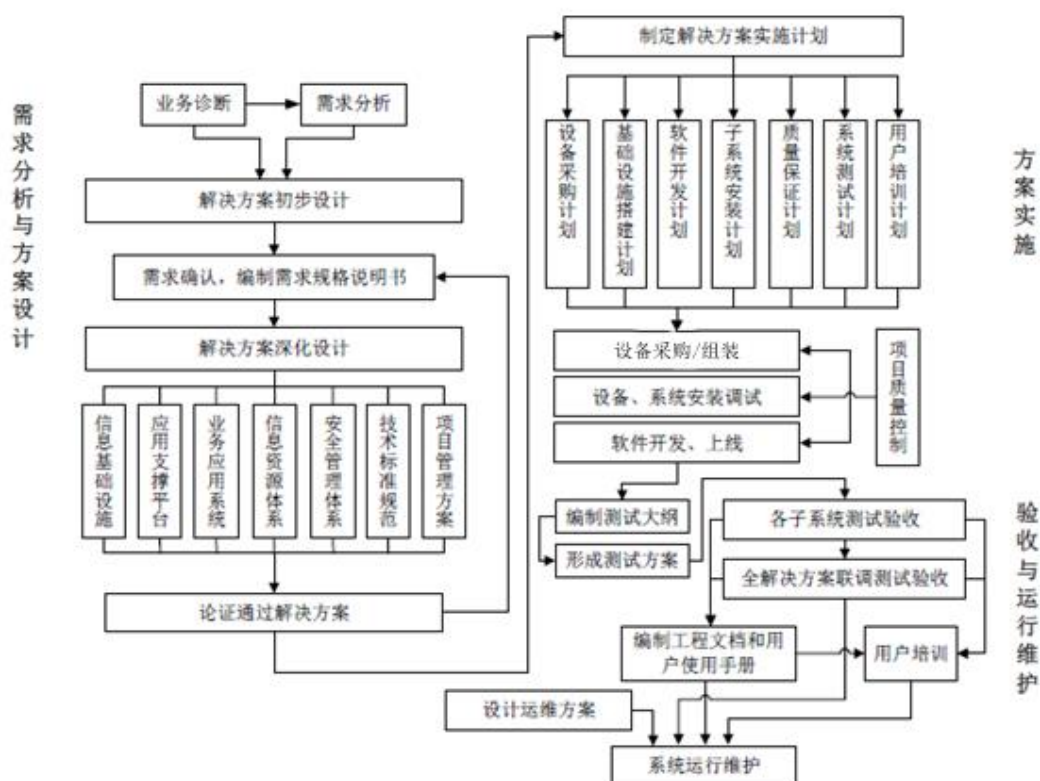 需求分析与方案设计
业务诊断
需求分析
解决方案初步设计
需求确认，编制需求规格说明书
解决方案深化设计
信息基础设施
应用支撑平台
业务应用系统
信息资源体系
安全管理体系
技术标准规范
项目管理方案
论证通过解决方案
方案实施
制定解决方案实施计划
设备采购计划
基础设施搭建计划
软件开发计划
子系统安装计划
质量保证计划
系统测试计划
用户培训计划
设备采购/组装
设备、系统安装调试
软件开发、上线
项目质量控制
验收与运行维护
编制测试大纲
形成测试方案
各子系统测试验收
全解决方案联调测试验收
编制工程文档和用
户使用手册
用户培训
设计运维方案
系统运行维护